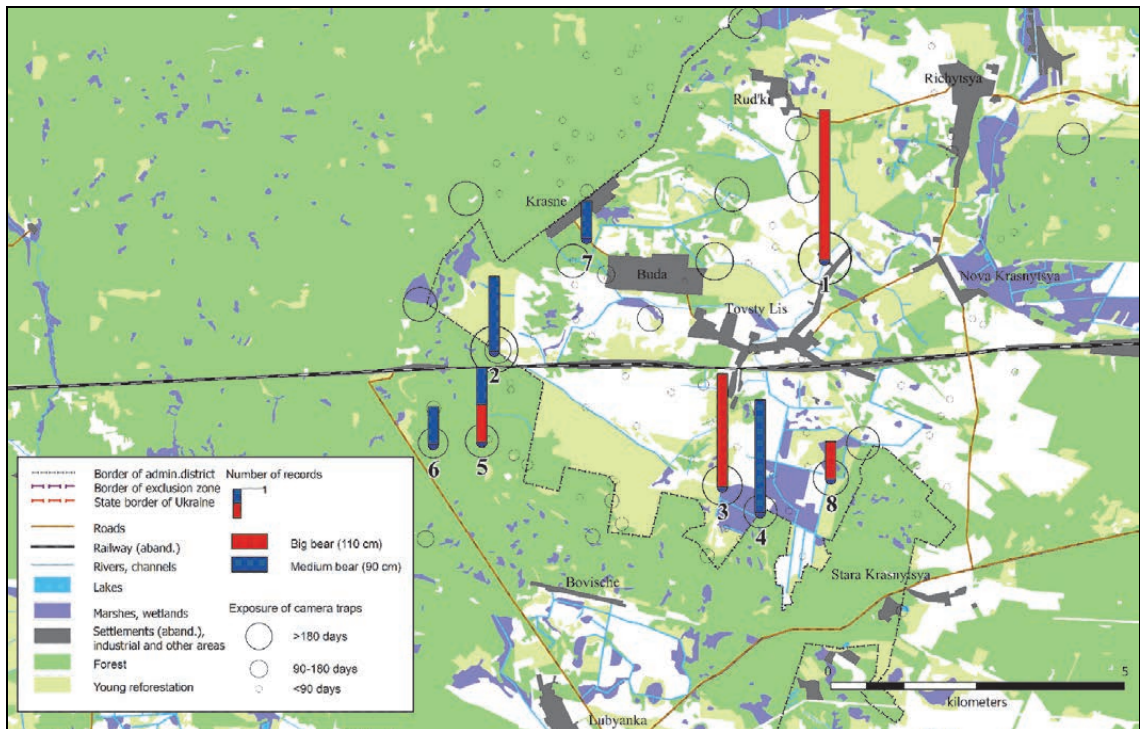 Richytsya
Rud'ki
Krasne
7
Buda
1
Nova Krasnytsya
Tovsty Lis
2
6
5
3
4
8
Stara Krasnytsya
Bovische
Lubyanka
Border of admin.district
Border of exclusion zone
State border of Ukraine
Roads
Railway (aband.)
Rivers, channels
Lakes
Marshes, wetlands
Settlements (aband.),
industrial and other areas
Forest
Young reforestation
Number of records
1
Big bear (110 cm)
Medium bear (90 cm)
Exposure of camera traps
>180 days
90-180 days
<90 days
0 5
kilometers